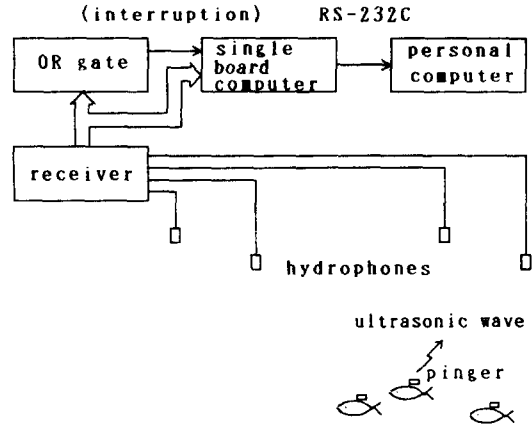 (interruption) RS-232C
OR gate
single
board
computer
personal
computer
receiver
hydrophones
ultrasonic wave
pinger